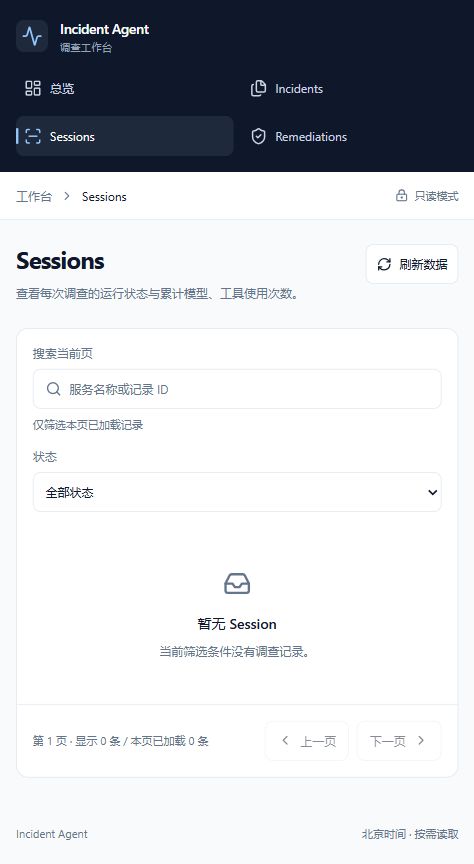 Incident Agent
调查工作台
总览
Incidents
Sessions
Remediations
工作台 > Sessions
只读模式
Sessions
刷新数据
查看每次调查的运行状态与累计模型、工具使用次数。
搜索当前页
服务名称或记录 ID
仅筛选本页已加载记录
状态
全部状态
暂无 Session
当前筛选条件没有调查记录。
第 1 页 · 显示 0 条 / 本页已加载 0 条
上一页
下一页
Incident Agent
北京时间 · 按需读取